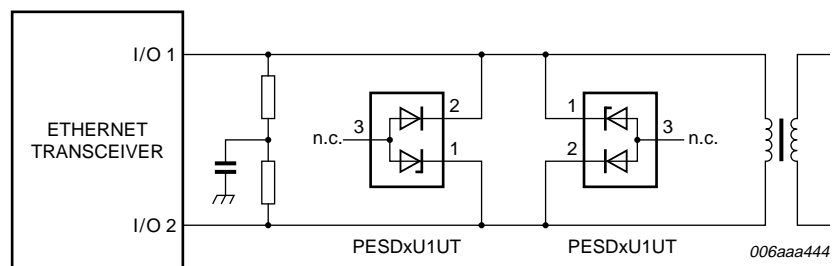 I/O 1
ETHERNET
TRANSCEIVER
I/O 2
n.c.
3
2
1
PESDxU1UT
1
2
3
n.c.
PESDxU1UT
006aaa444